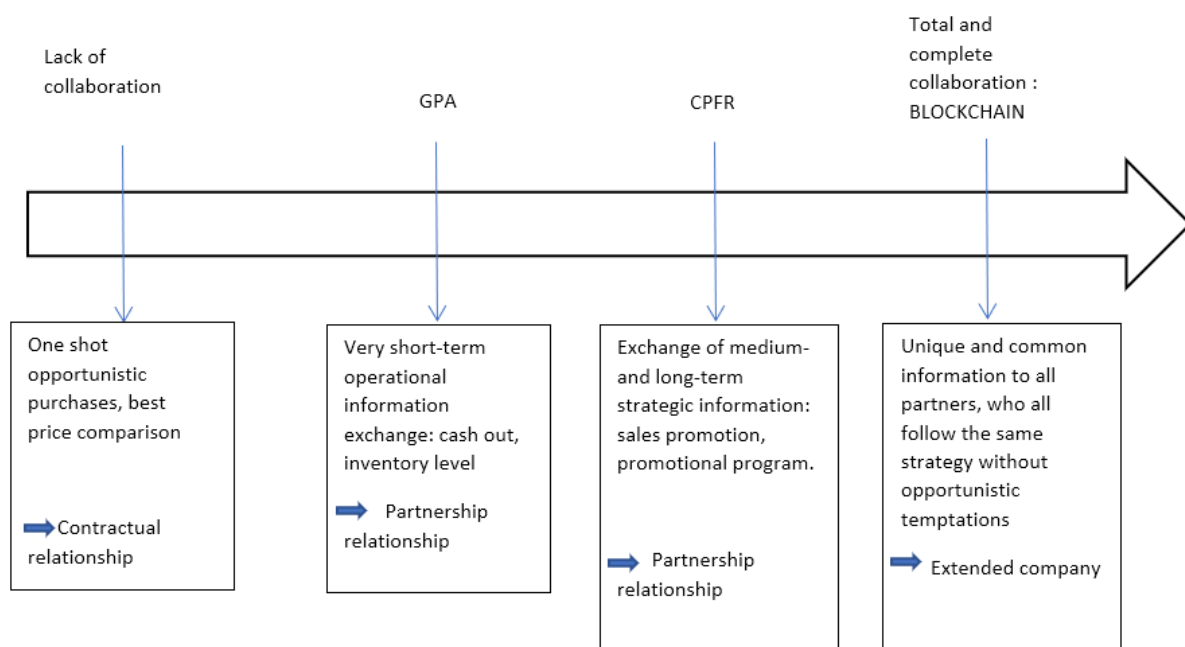 Lack of
collaboration
GPA
CPFR
Total and
complete
collaboration :
BLOCKCHAIN
One shot
opportunistic
purchases, best
price comparison
Contractual
relationship
Very short-term
operational
information
exchange: cash out,
inventory level
Partnership
relationship
Exchange of medium-
and long-term
strategic information:
sales promotion,
promotional program.
Partnership
relationship
Unique and common
information to all
partners, who all
follow the same
strategy without
opportunistic
temptations
Extended company